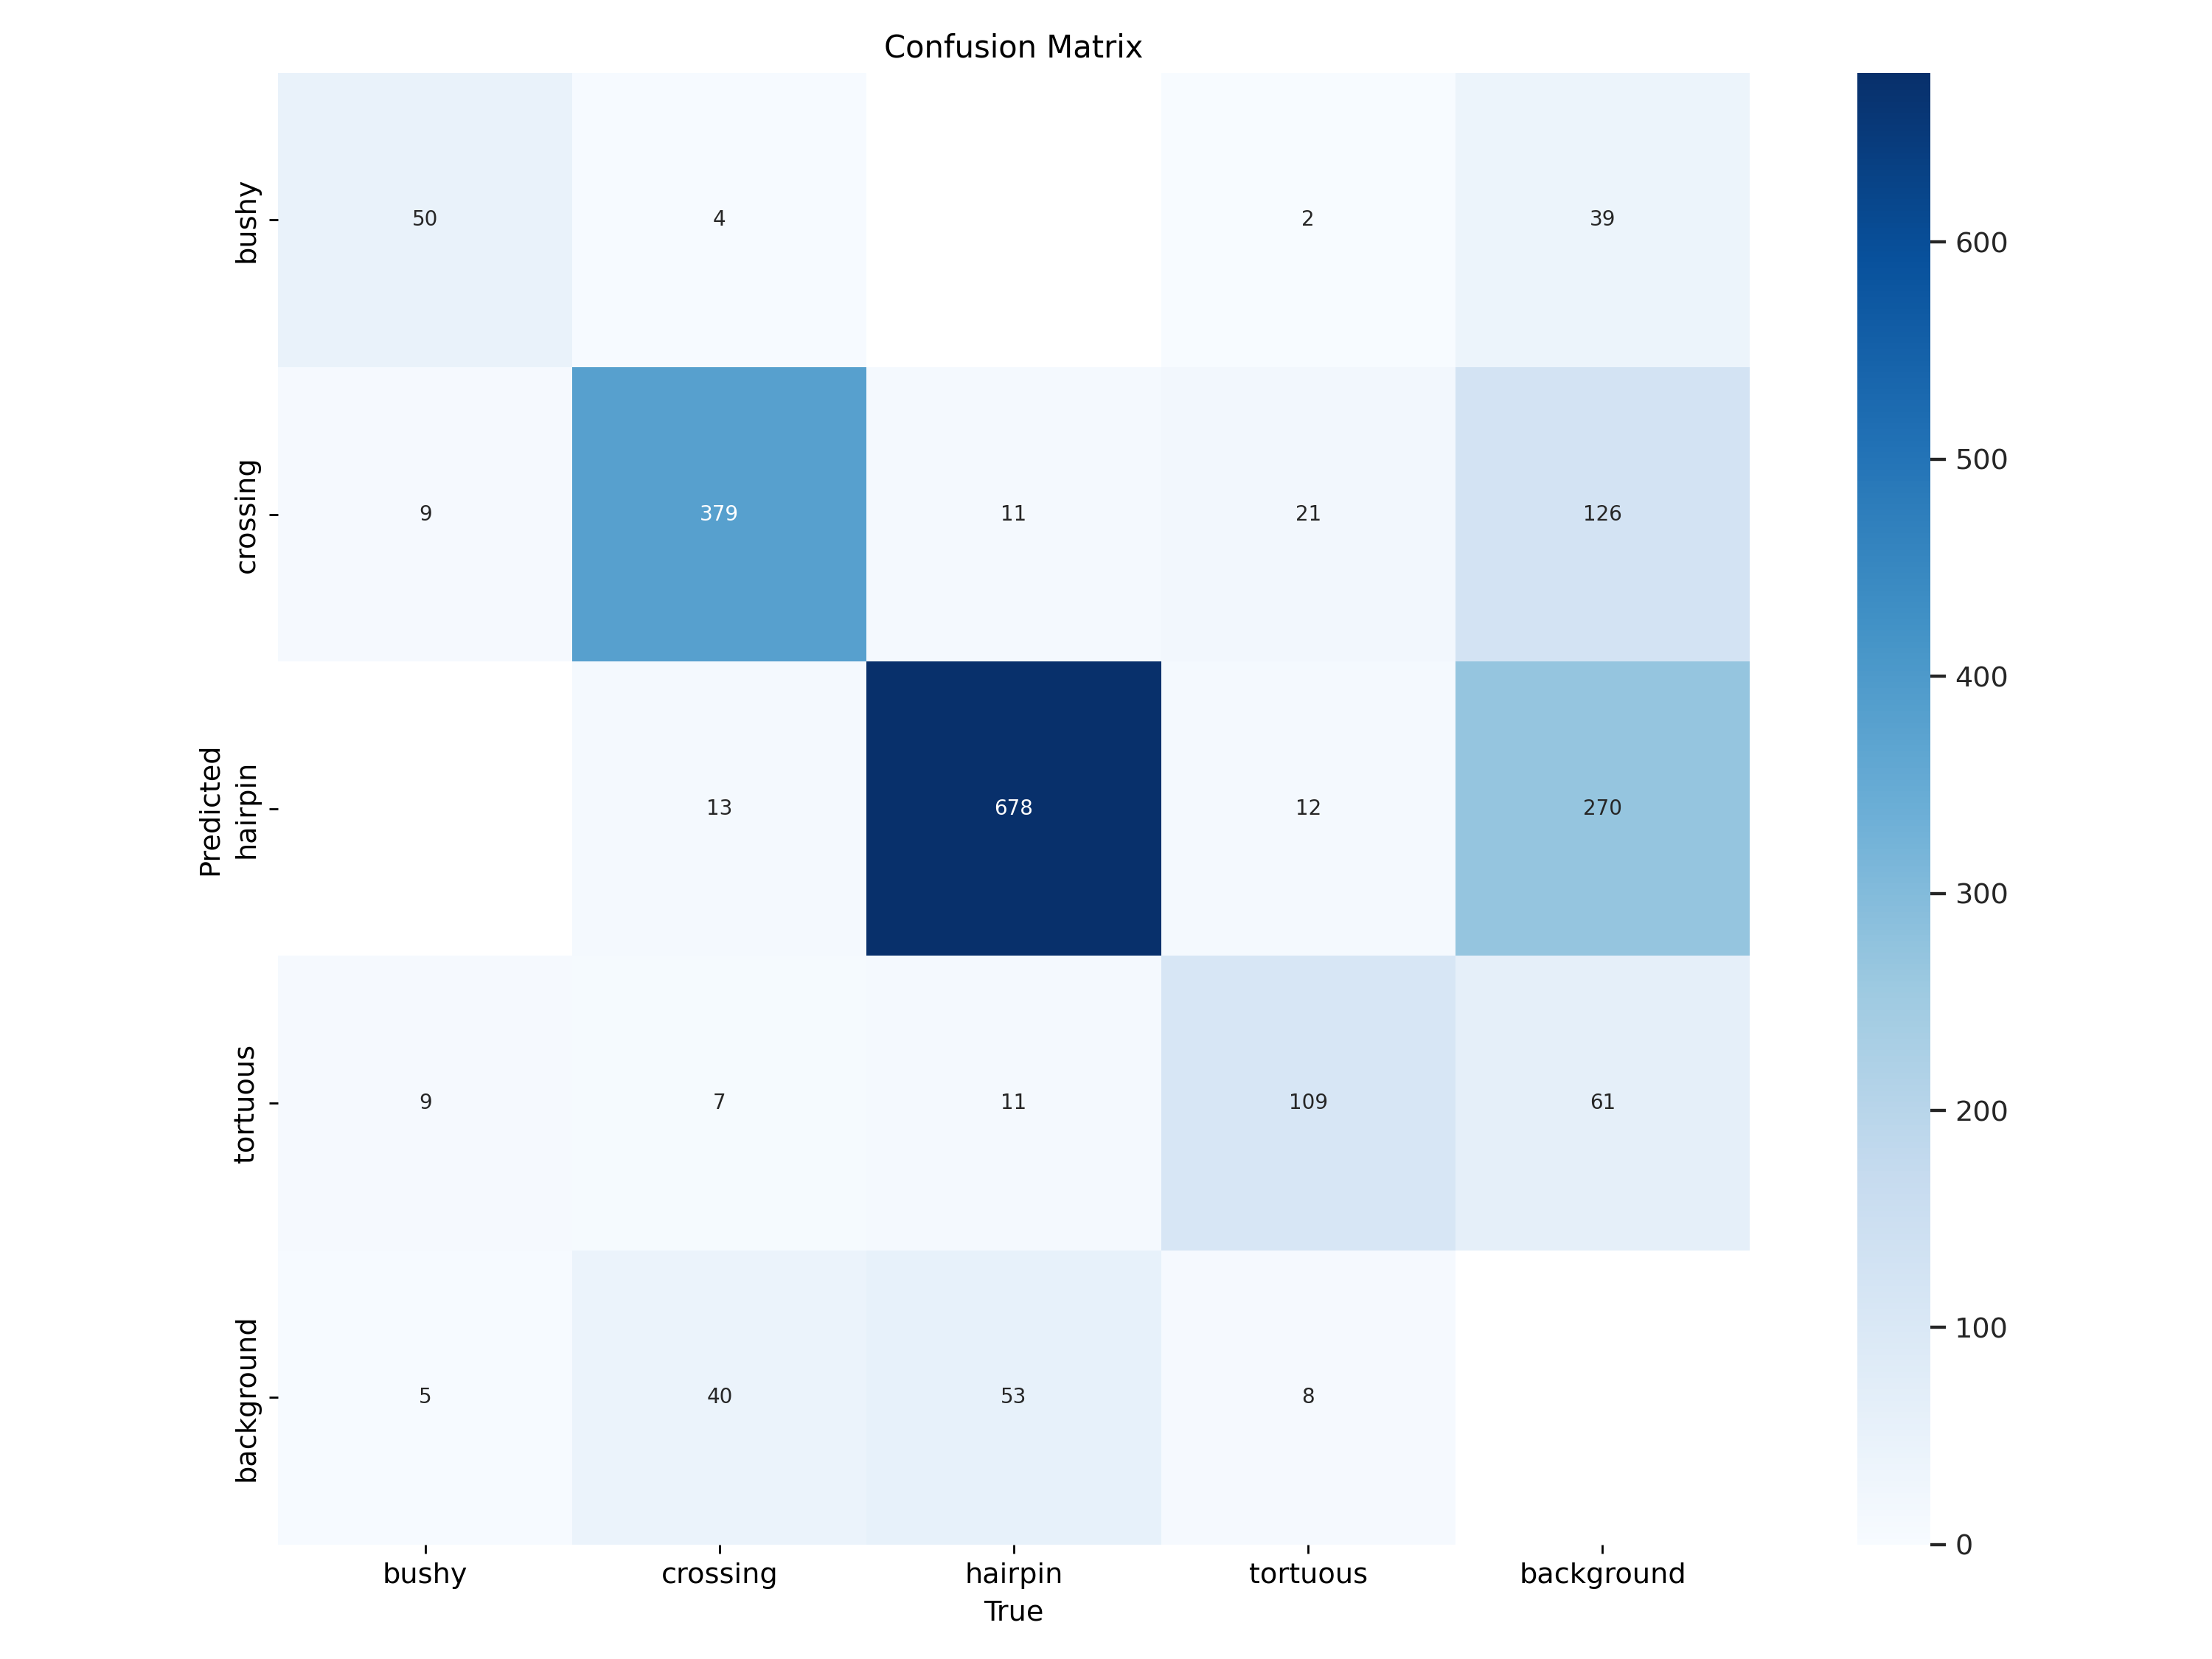 Confusion Matrix
Predicted
bushy
50 4 2 39
crossing
9 379 11 21 126
hairpin
13 678 12 270
tortuous
9 7 11 109 61
background
5 40 53 8
bushy crossing hairpin tortuous background
True
600
500
400
300
200
100
0